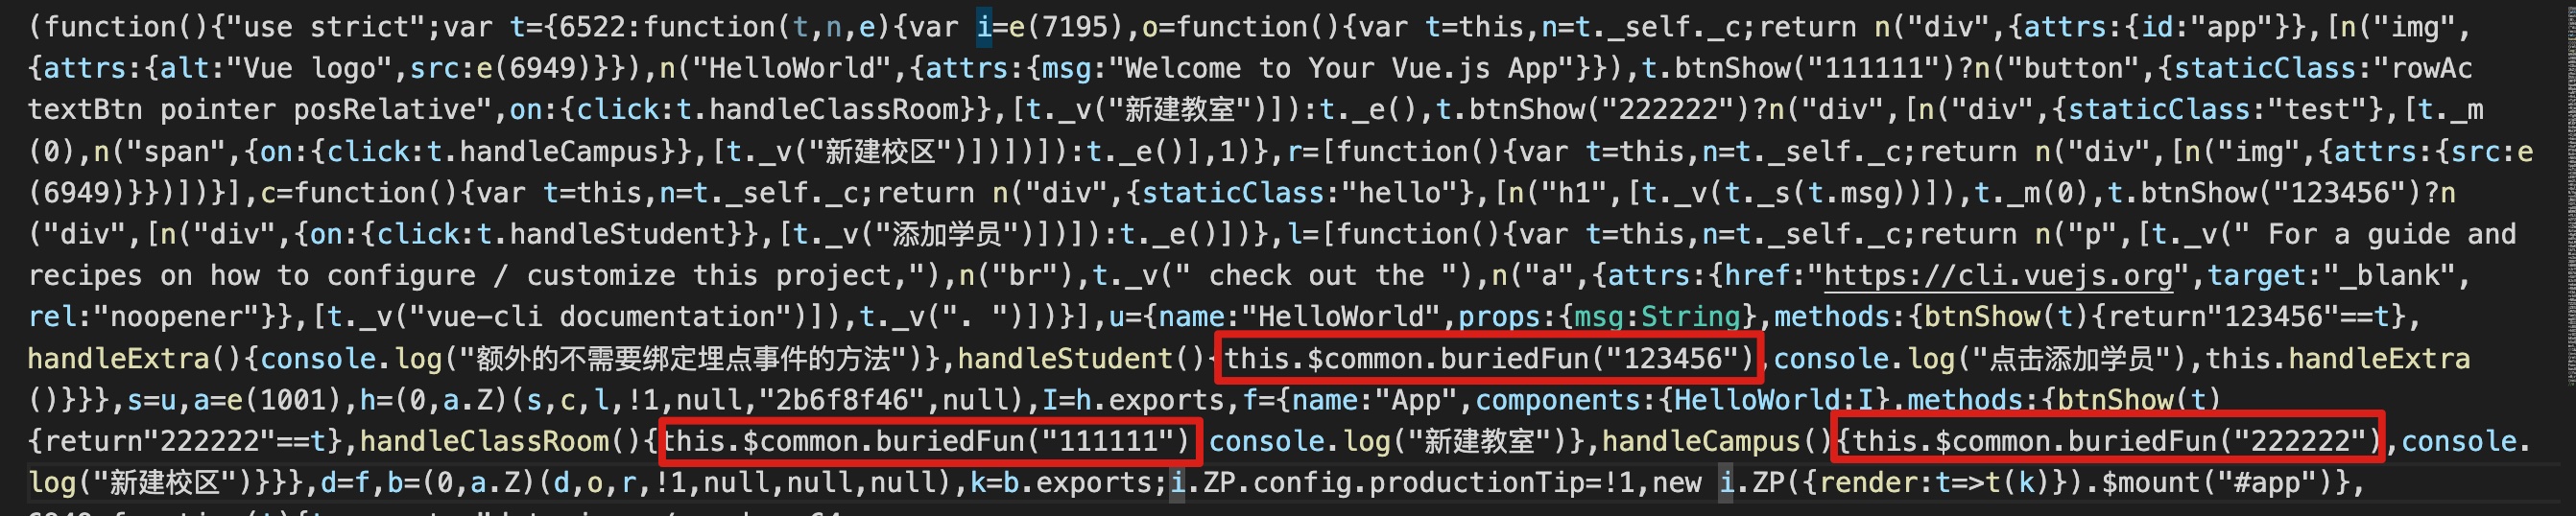 (function(){"use strict";var t={6522:function(t,n,e){var i=e(7195),o=function(){var t=this,n=t._self._c;return n("div",{attrs:{id:"app"}},[n("img",
{attrs:{alt:"Vue logo",src:e(6949)}}),n("HelloWorld",{attrs:{msg:"Welcome to Your Vue.js App"}}),t.btnShow("111111")?n("button",{staticClass:"rowAc
textBtn pointer posRelative",on:{click:t.handleClassRoom}},[t._v("新建教室")]):t._e(),t.btnShow("222222")?n("div",[n("div",{staticClass:"test"},[t._m
(0),n("span",{on:{click:t.handleCampus}},[t._v("新建校区")])])]):t._e()],1)},r=[function(){var t=this,n=t._self._c;return n("div",[n("img",{attrs:{src:e
(6949)}})])}],c=function(){var t=this,n=t._self._c;return n("div",{staticClass:"hello"},[n("h1",[t._v(t._s(t.msg))]),t._m(0),t.btnShow("123456")?n
("div",[n("div",{on:{click:t.handleStudent}},[t._v("添加学员")])]):t._e()])},l=[function(){var t=this,n=t._self._c;return n("p",[t._v(" For a guide and
recipes on how to configure / customize this project,"),n("br"),t._v(" check out the "),n("a",{attrs:{href:"https://cli.vuejs.org",target:"_blank",
rel:"noopener"}},[t._v("vue-cli documentation")]),t._v(". ")])}],u={name:"HelloWorld",props:{msg:String},methods:{btnShow(t){return"123456"==t},
handleExtra(){console.log("额外的不需要绑定埋点事件的方法")},handleStudent(){this.$common.buriedFun("123456"),console.log("点击添加学员"),this.handleExtra
()}}},s=u,a=e(1001),h=(0,a.Z)(s,c,l,!1,null,"2b6f8f46",null),I=h.exports,f={name:"App",components:{HelloWorld:I},methods:{btnShow(t)
{return"222222"==t},handleClassRoom(){this.$common.buriedFun("111111") console.log("新建教室")},handleCampus(){this.$common.buriedFun("222222"),console.
log("新建校区")}}},d=f,b=(0,a.Z)(d,o,r,!1,null,null,null),k=b.exports;i.ZP.config.productionTip=!1,new i.ZP({render:t=>t(k)}).$mount("#app")},